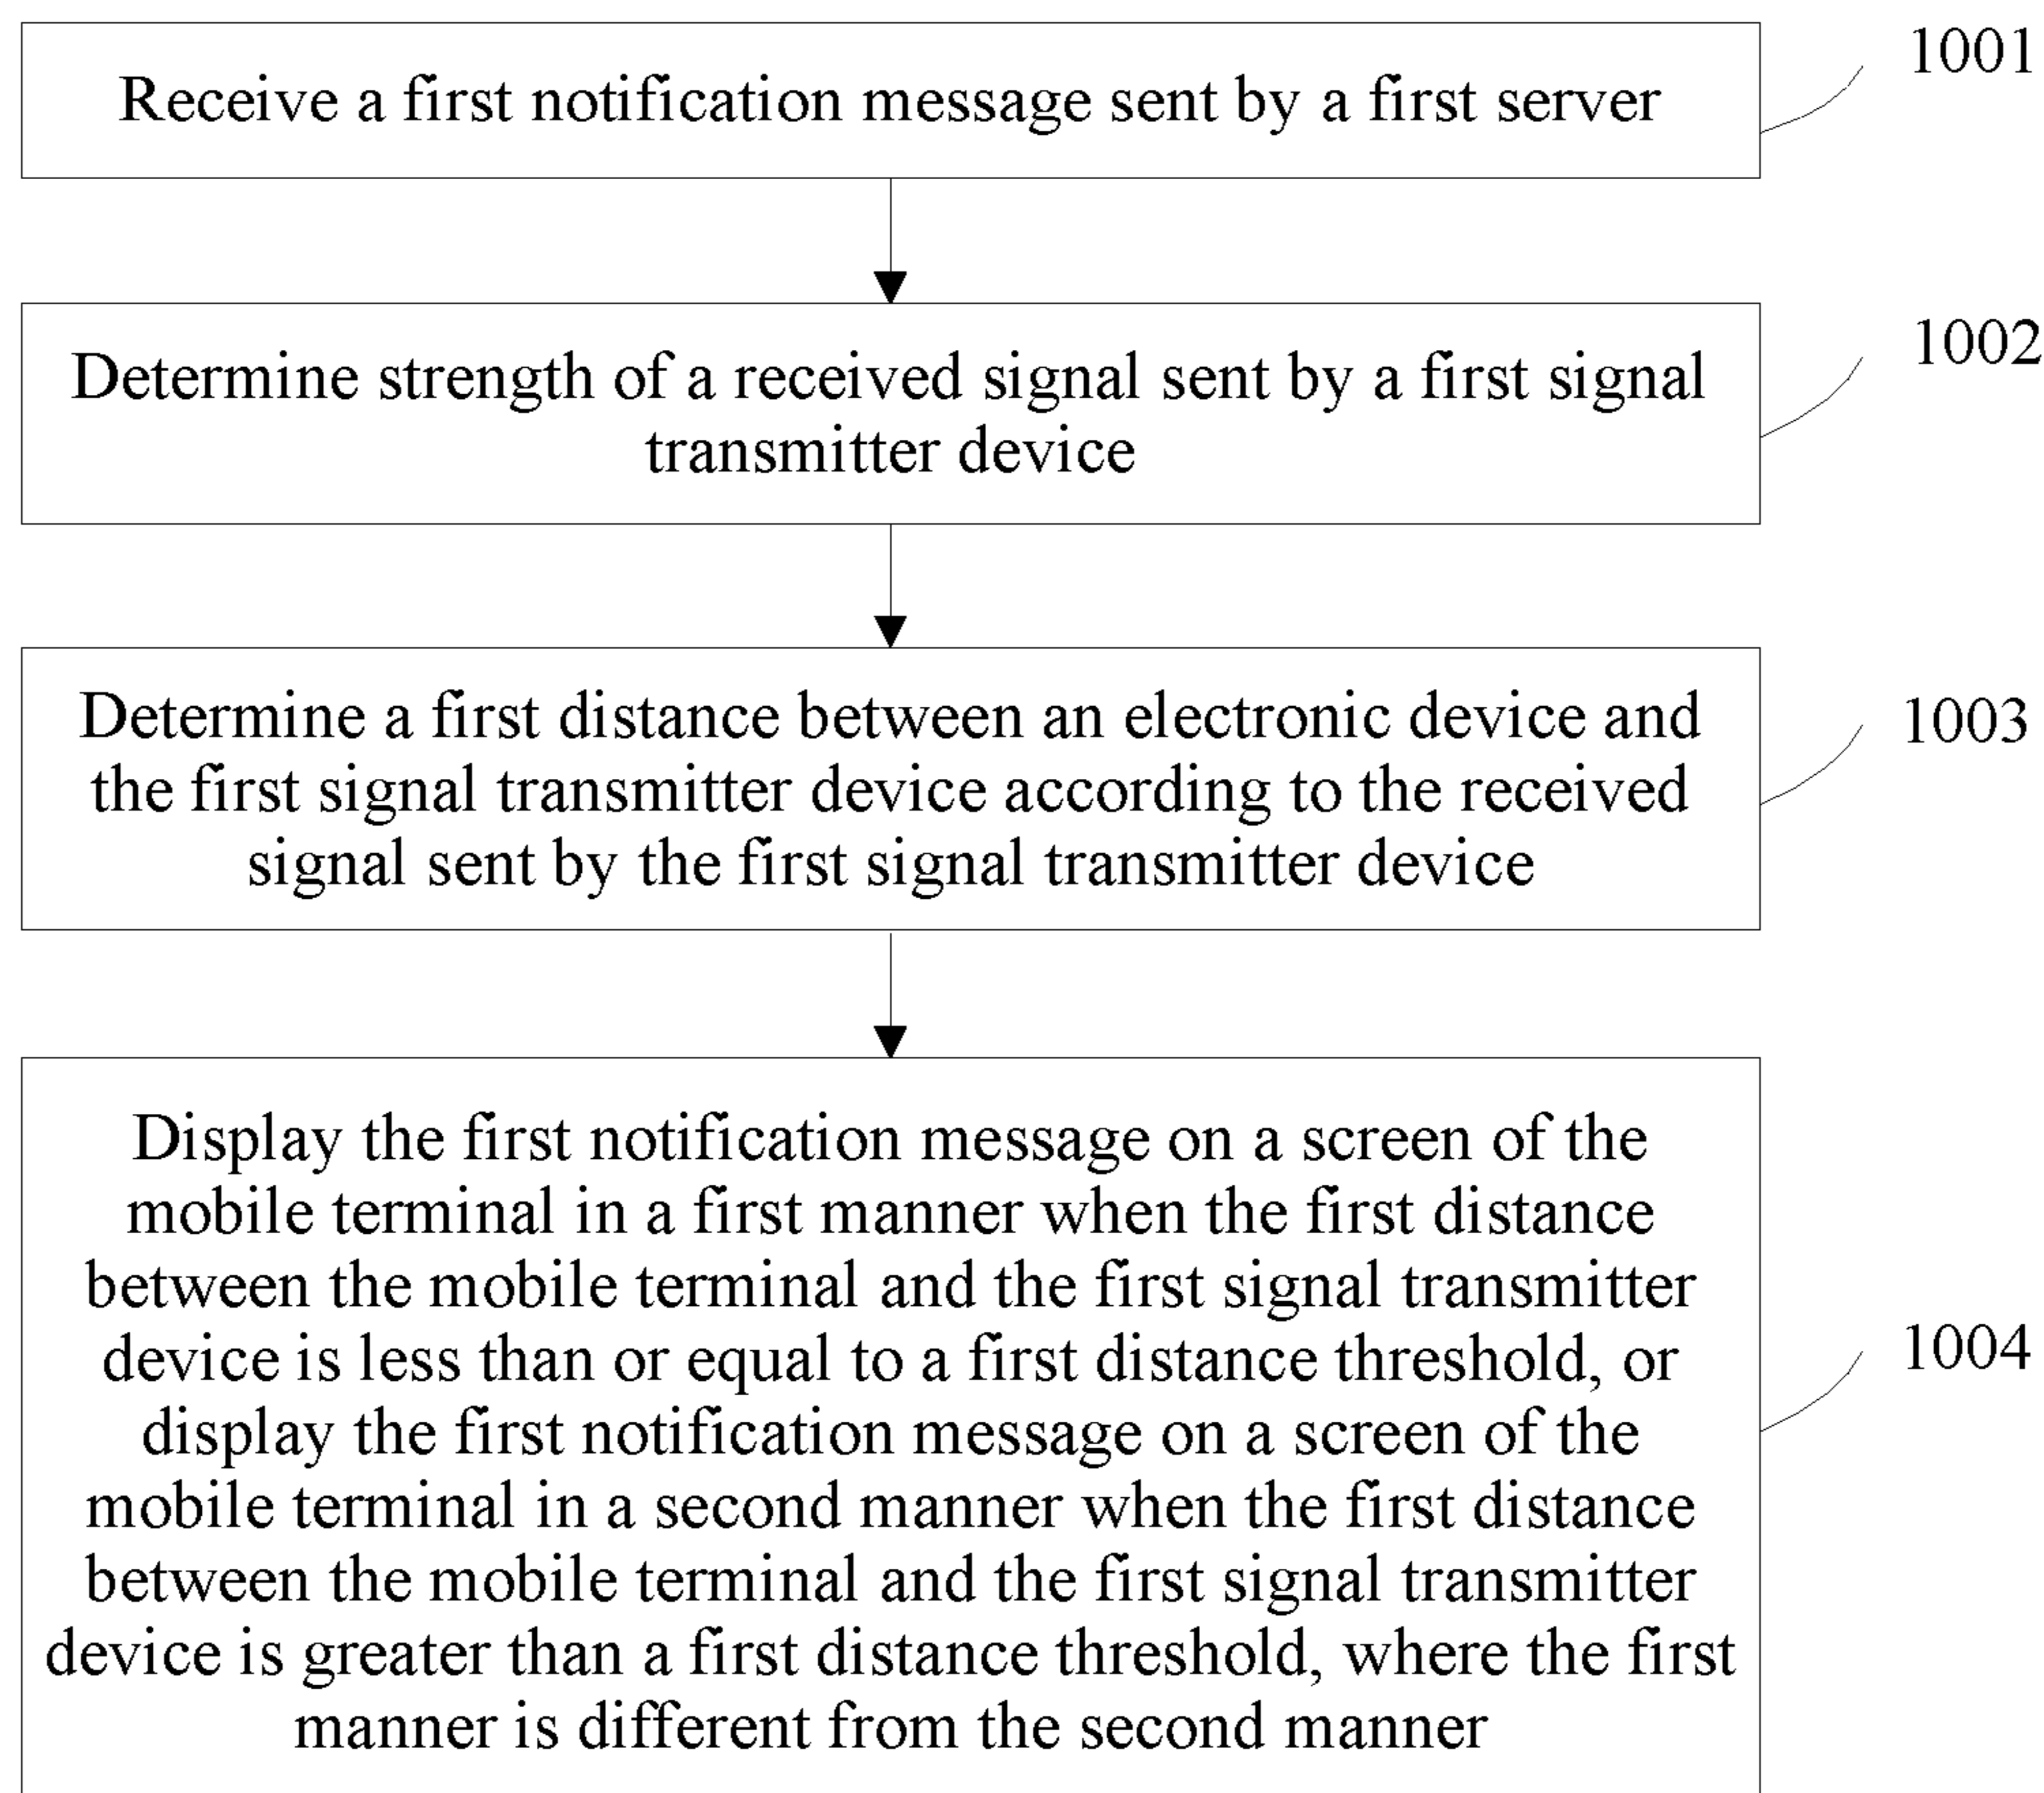 Receive a first notification message sent by a first server
1001
Determine strength of a received signal sent by a first signal
transmitter device
1002
Determine a first distance between an electronic device and
the first signal transmitter device according to the received
signal sent by the first signal transmitter device
1003
Display the first notification message on a screen of the
mobile terminal in a first manner when the first distance
between the mobile terminal and the first signal transmitter
device is less than or equal to a first distance threshold, or
display the first notification message on a screen of the
mobile terminal in a second manner when the first distance
between the mobile terminal and the first signal transmitter
device is greater than a first distance threshold, where the first
manner is different from the second manner
1004